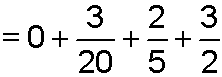 = 0 + 3/20 + 2/5 + 3/2